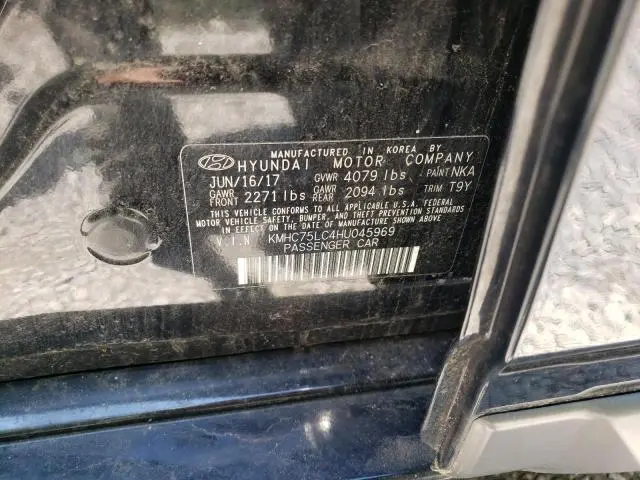 MANUFACTURED IN KOREA BY
HYUNDAI MOTOR COMPANY
JUN/16/17 GVWR 4079 lbs PAINT NKA
GAWR FRONT 2271 lbs GAWR REAR 2094 lbs TRIM T9Y
THIS VEHICLE CONFORMS TO ALL APPLICABLE FEDERAL
MOTOR VEHICLE SAFETY, BUMPER, AND THEFT PREVENTION STANDARDS
IN EFFECT ON THE DATE OF MANUFACTURE SHOWN ABOVE.
V.I.N KMHC75LC4HU045969
PASSENGER CAR